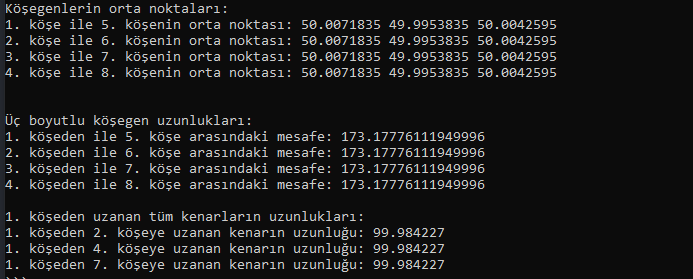 Köşegenlerin orta noktaları:
1. köşe ile 5. köşenin orta noktası: 50.0071835 49.9953835 50.0042595
2. köşe ile 6. köşenin orta noktası: 50.0071835 49.9953835 50.0042595
3. köşe ile 7. köşenin orta noktası: 50.0071835 49.9953835 50.0042595
4. köşe ile 8. köşenin orta noktası: 50.0071835 49.9953835 50.0042595
Üç boyutlu köşegen uzunlukları:
1. köşeden ile 5. köşe arasındaki mesafe: 173.17776111949996
2. köşeden ile 6. köşe arasındaki mesafe: 173.17776111949996
3. köşeden ile 7. köşe arasındaki mesafe: 173.17776111949996
4. köşeden ile 8. köşe arasındaki mesafe: 173.17776111949996
1. köşeden uzanan tüm kenarların uzunlukları:
1. köşeden 2. köşeye uzanan kenarın uzunluğu: 99.984227
1. köşeden 4. köşeye uzanan kenarın uzunluğu: 99.984227
1. köşeden 7. köşeye uzanan kenarın uzunluğu: 99.984227